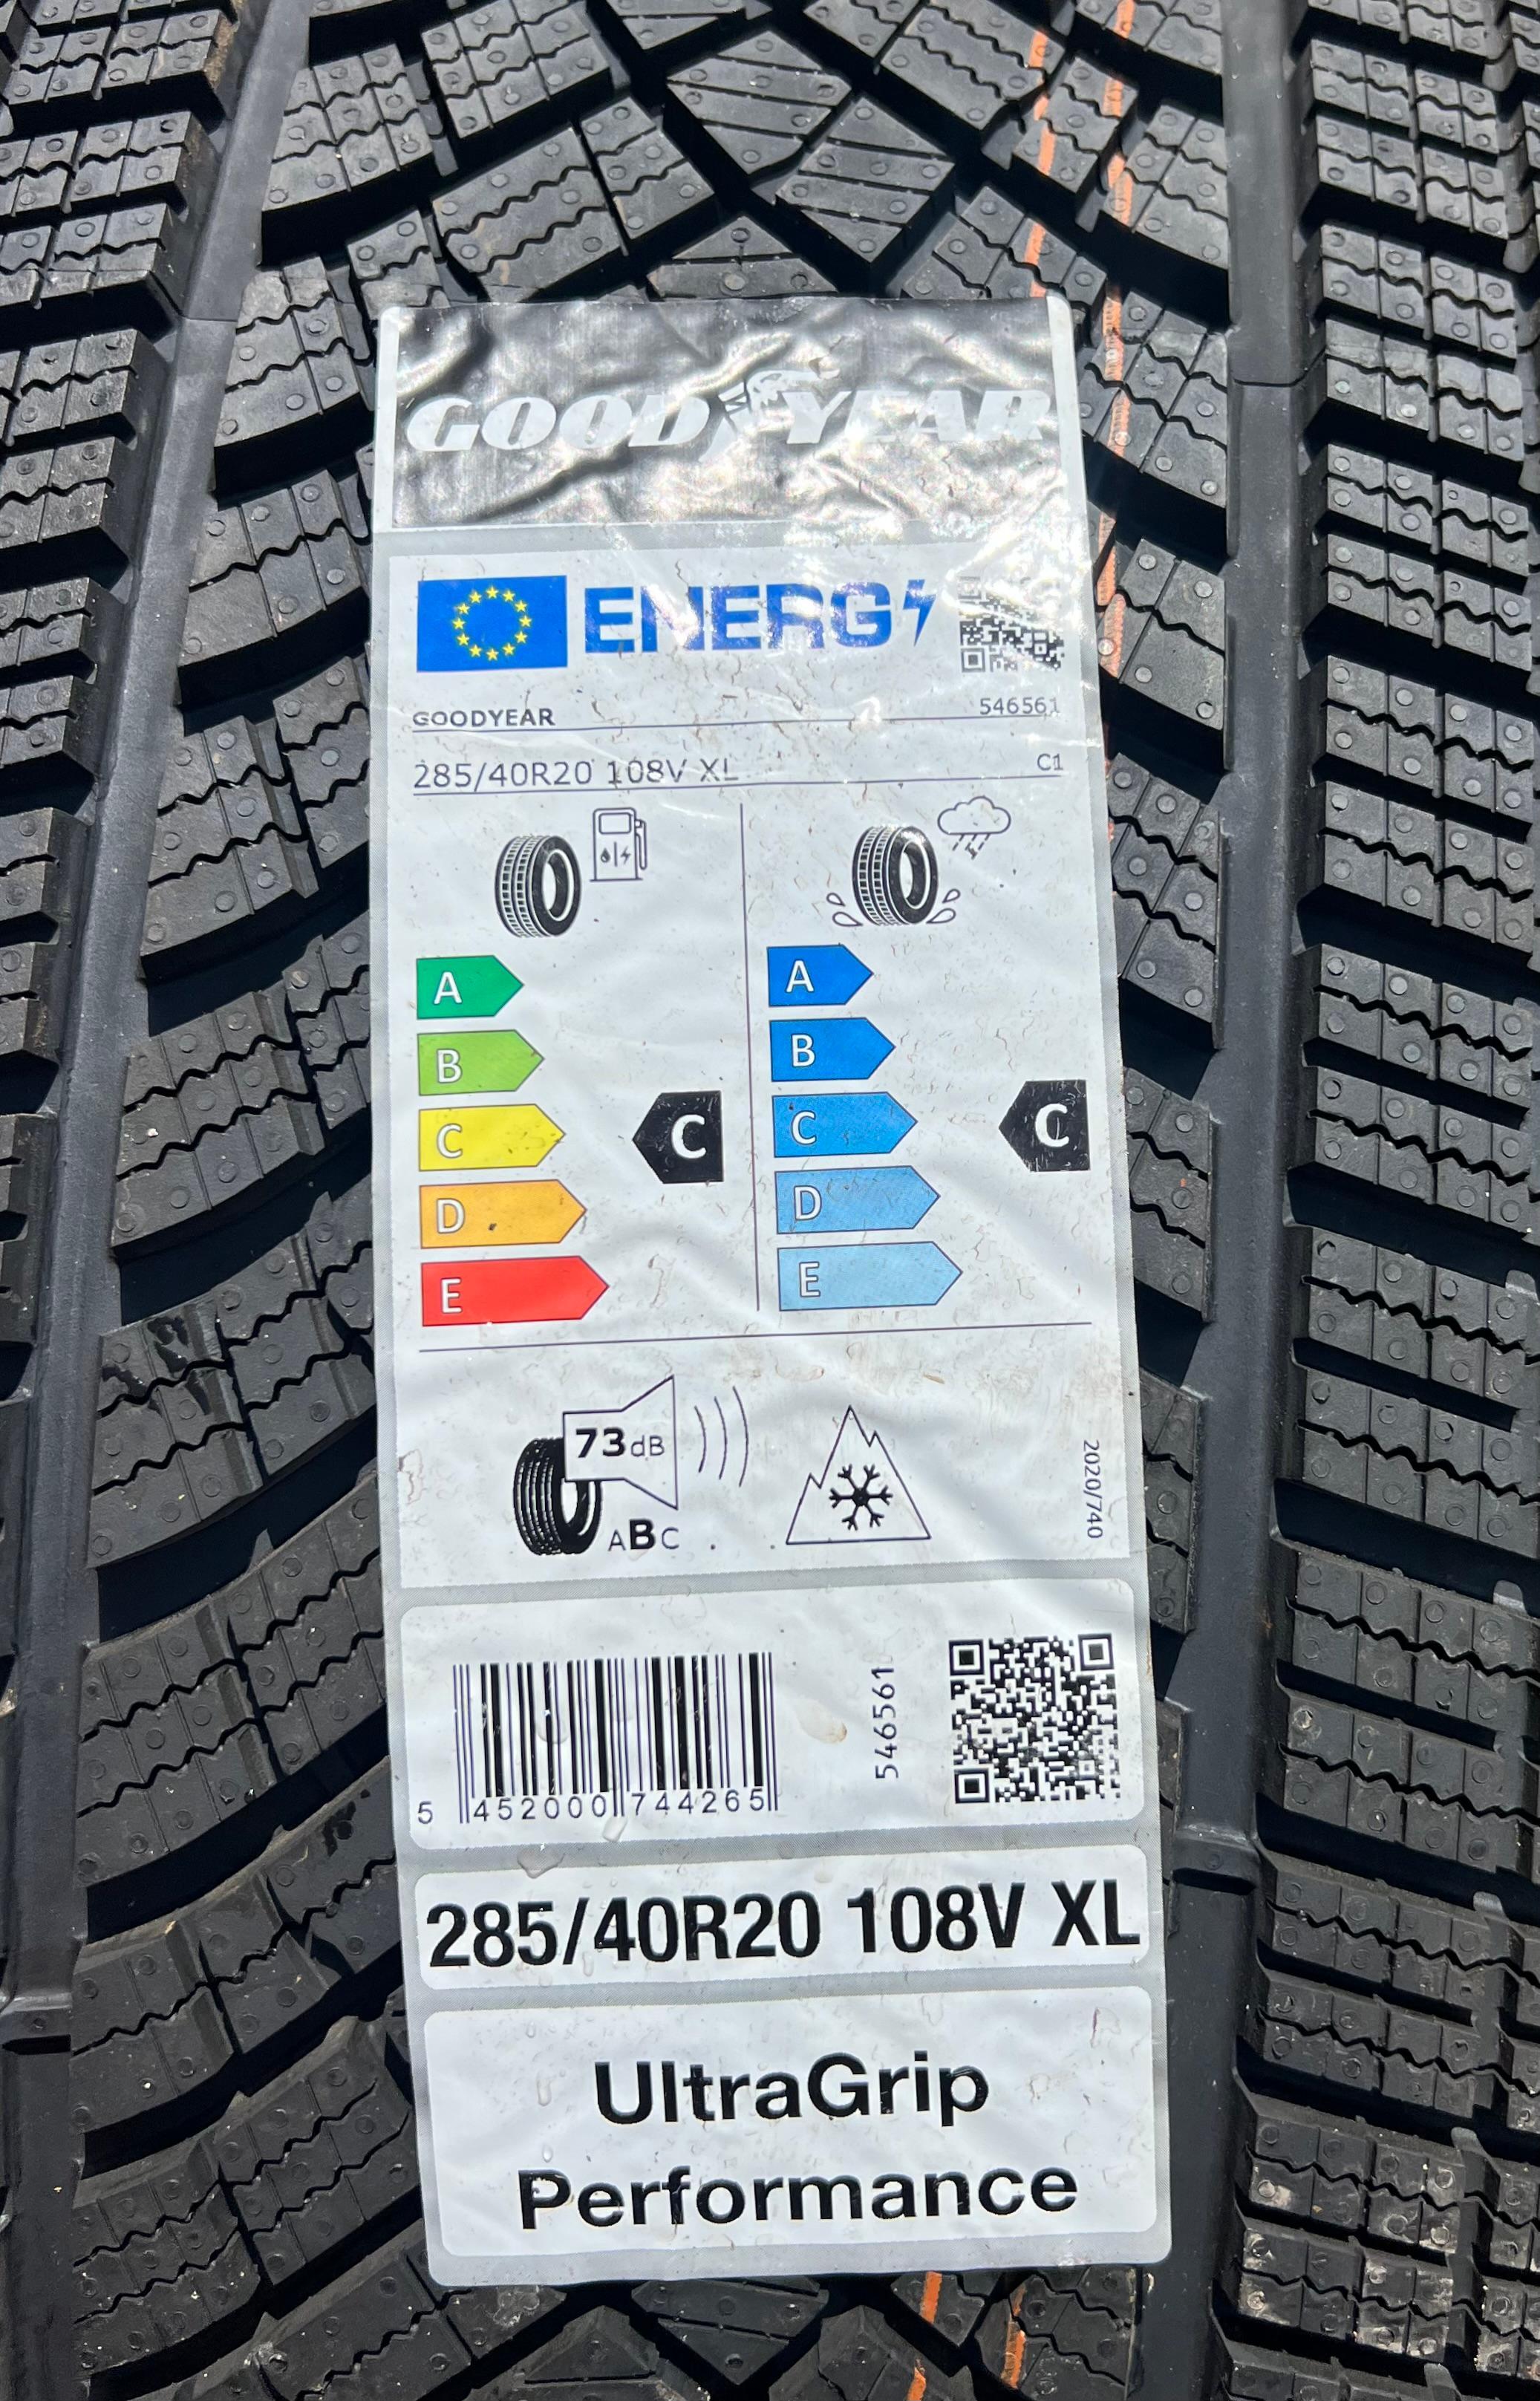 GOODYEAR
ENERG
GOODYEAR 546561
285/40R20 108V XL C1
A A
B B
C C C C
D D
E E
73dB
ABC
2020/740
5 452000 744265
546561
285/40R20 108V XL
UltraGrip
Performance